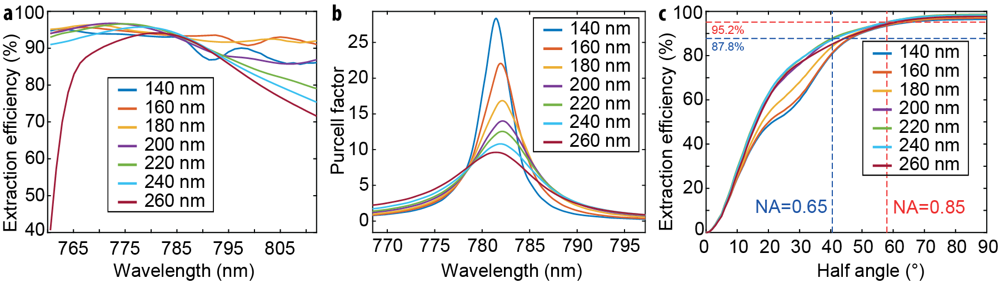 a
Extraction efficiency (%)
100
90
80
70
60
50
40
140 nm
160 nm
180 nm
200 nm
220 nm
240 nm
260 nm
765
775
785
795
805
Wavelength (nm)
b
Purcell factor
25
20
15
10
5
0
140 nm
160 nm
180 nm
200 nm
220 nm
240 nm
260 nm
770
775
780
785
790
795
Wavelength (nm)
c
Extraction efficiency (%)
100
80
60
40
20
0
95.2%
87.8%
140 nm
160 nm
180 nm
200 nm
220 nm
240 nm
260 nm
NA=0.65
NA=0.85
0
10
20
30
40
50
60
70
80
90
Half angle (°)